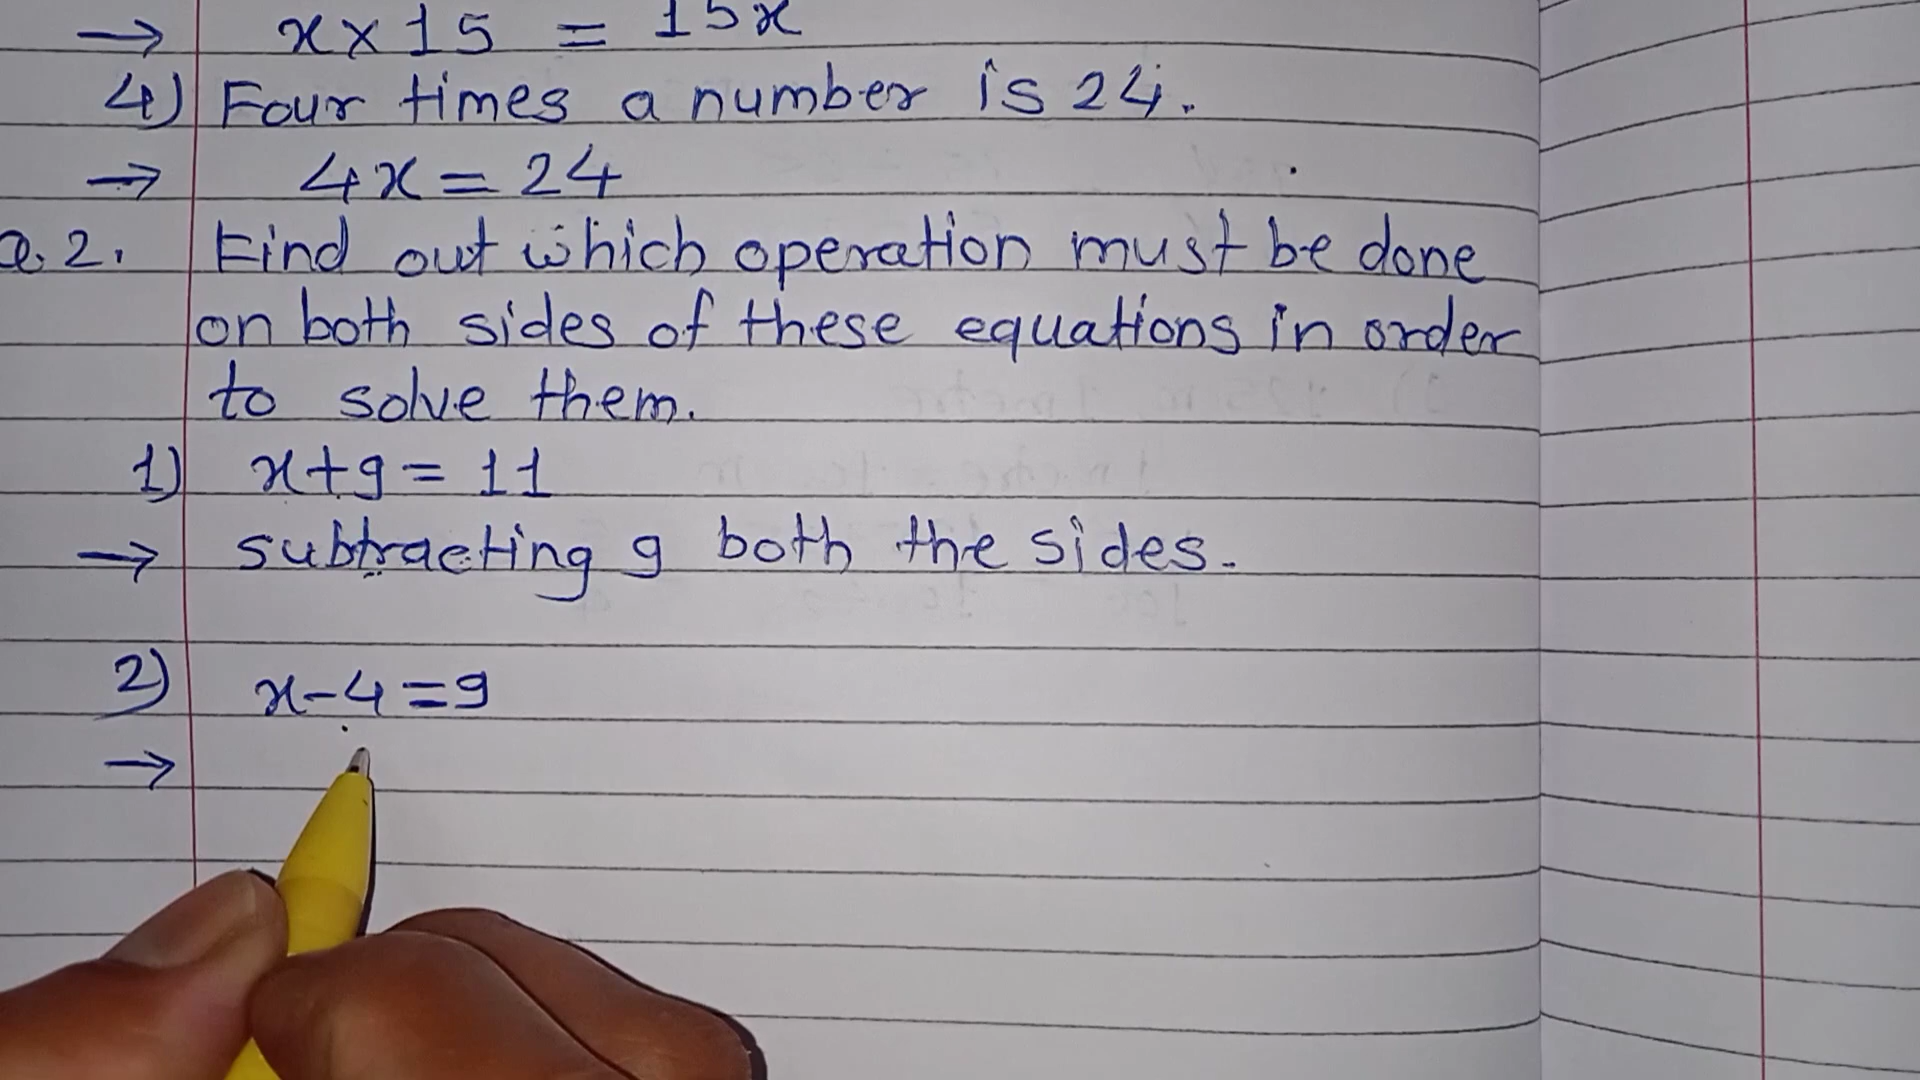 → x×15 = 15x
4) Four times a number is 24.
→ 4x = 24
Q. 2. Find out which operation must be done
on both sides of these equations in order
to solve them.
1) x+9 = 11
→ subtracting 9 both the sides.
2) x-4=9
→